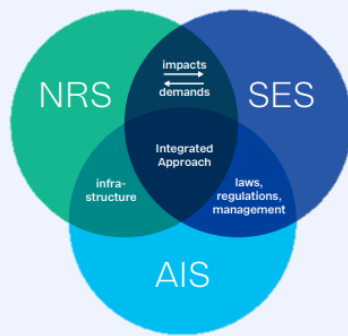 impacts
demands
NRS
SES
Integrated
Approach
infra-
structure
laws,
regulations,
management
AIS